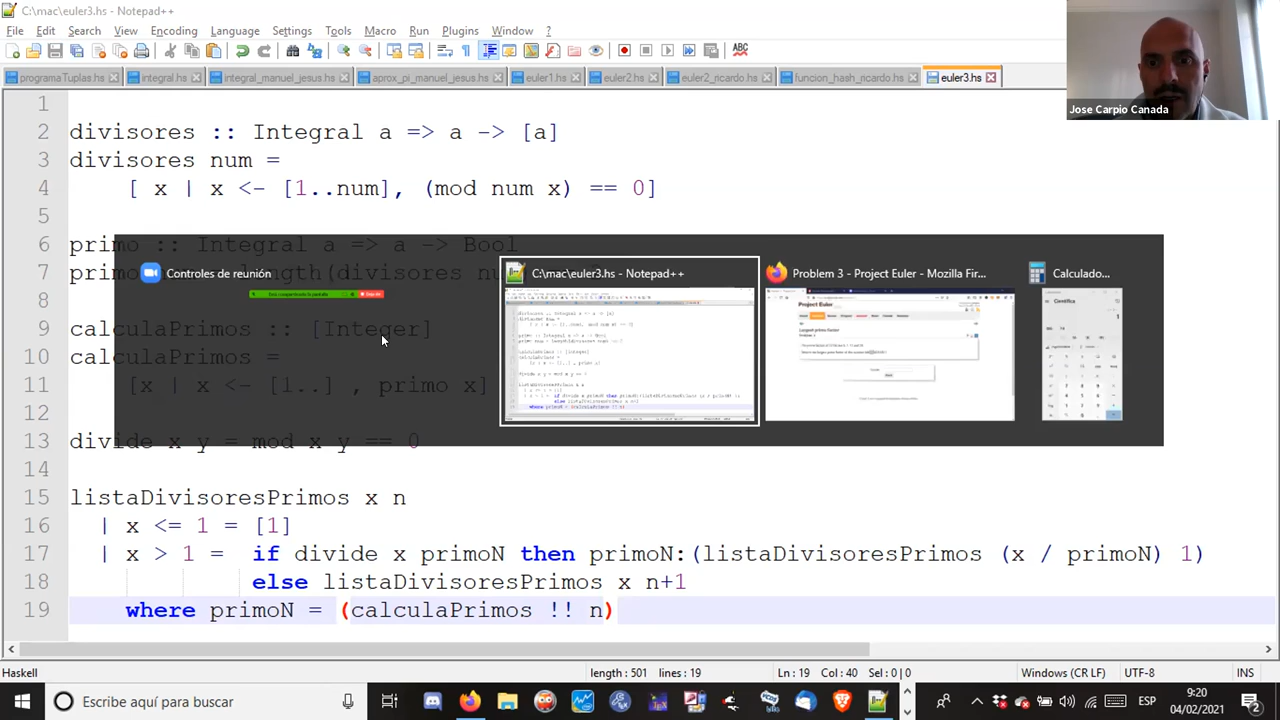 C:\mac\euler3.hs - Notepad++
File Edit Search View Encoding Language Settings Tools Macro Run Plugins Window ?
programaTuplas.hs integral.hs integral_manuel_jesus.hs aprox_pi_manuel_jesus.hs euler1.hs euler2.hs euler2_ricardo.hs funcion_hash_ricardo.hs euler3.hs
Jose Carpio Canada
1
2 divisores :: Integral a => a -> [a]
3 divisores num =
4 [ x | x <- [1..num], (mod num x) == 0]
5
6 primo :: Integral a => a -> Bool
7 length(divisores
8
9 calculaPrimos :: [Integer]
10 calculaPrimos =
11 [x | x <- [1..] , primo x]
12
13 divide x y = mod x y == 0
14
15 listaDivisoresPrimos x n
16 | x <= 1 = [1]
17 | x > 1 = if divide x primoN then primoN:(listaDivisoresPrimos (x / primoN) 1)
18 else listaDivisoresPrimos x n+1
19 where primoN = (calculaPrimos !! n)
Controles de reunión
C:\mac\euler3.hs - Notepad++
Problem 3 - Project Euler - Mozilla Fir...
Calculado...
Project Euler
Científica
Haskell length : 501 lines : 19 Ln : 19 Col : 40 Sel : 0 | 0 Windows (CR LF) UTF-8 INS
Escribe aquí para buscar
ESP
9:20
04/02/2021
2